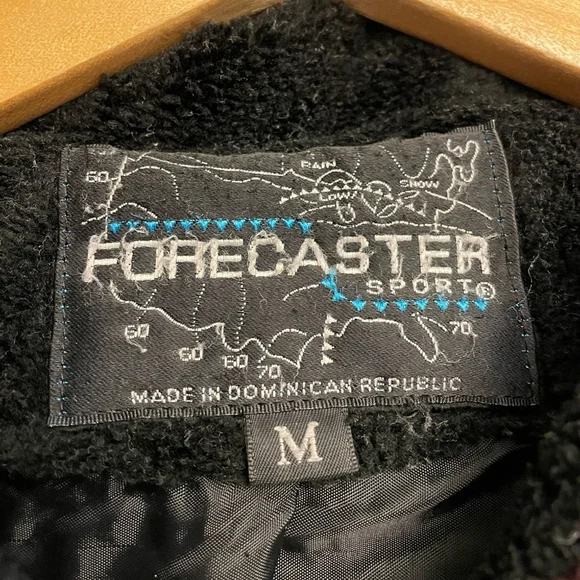 RAIN
60
LOW
SNOW
FORECASTER
SPORT®
60
60
60
70
70
MADE IN DOMINICAN REPUBLIC
M